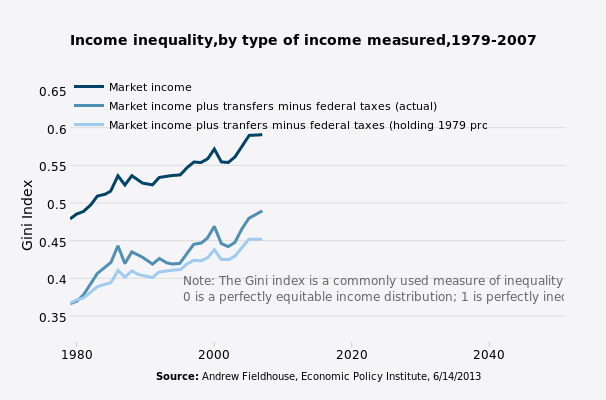 Income inequality,by type of income measured,1979-2007
0.65
Market income
Market income plus transfers minus federal taxes (actual)
Market income plus tranfers minus federal taxes (holding 1979
0.6
0.55
0.5
0.45
0.4
0.35
Gini Index
Note: The Gini index is a commonly used measure of inequality
0 is a perfectly equitable income distribution; 1 is perfectly
1980
2000
2020
2040
Source: Andrew Fieldhouse, Economic Policy Institute, 6/14/2013